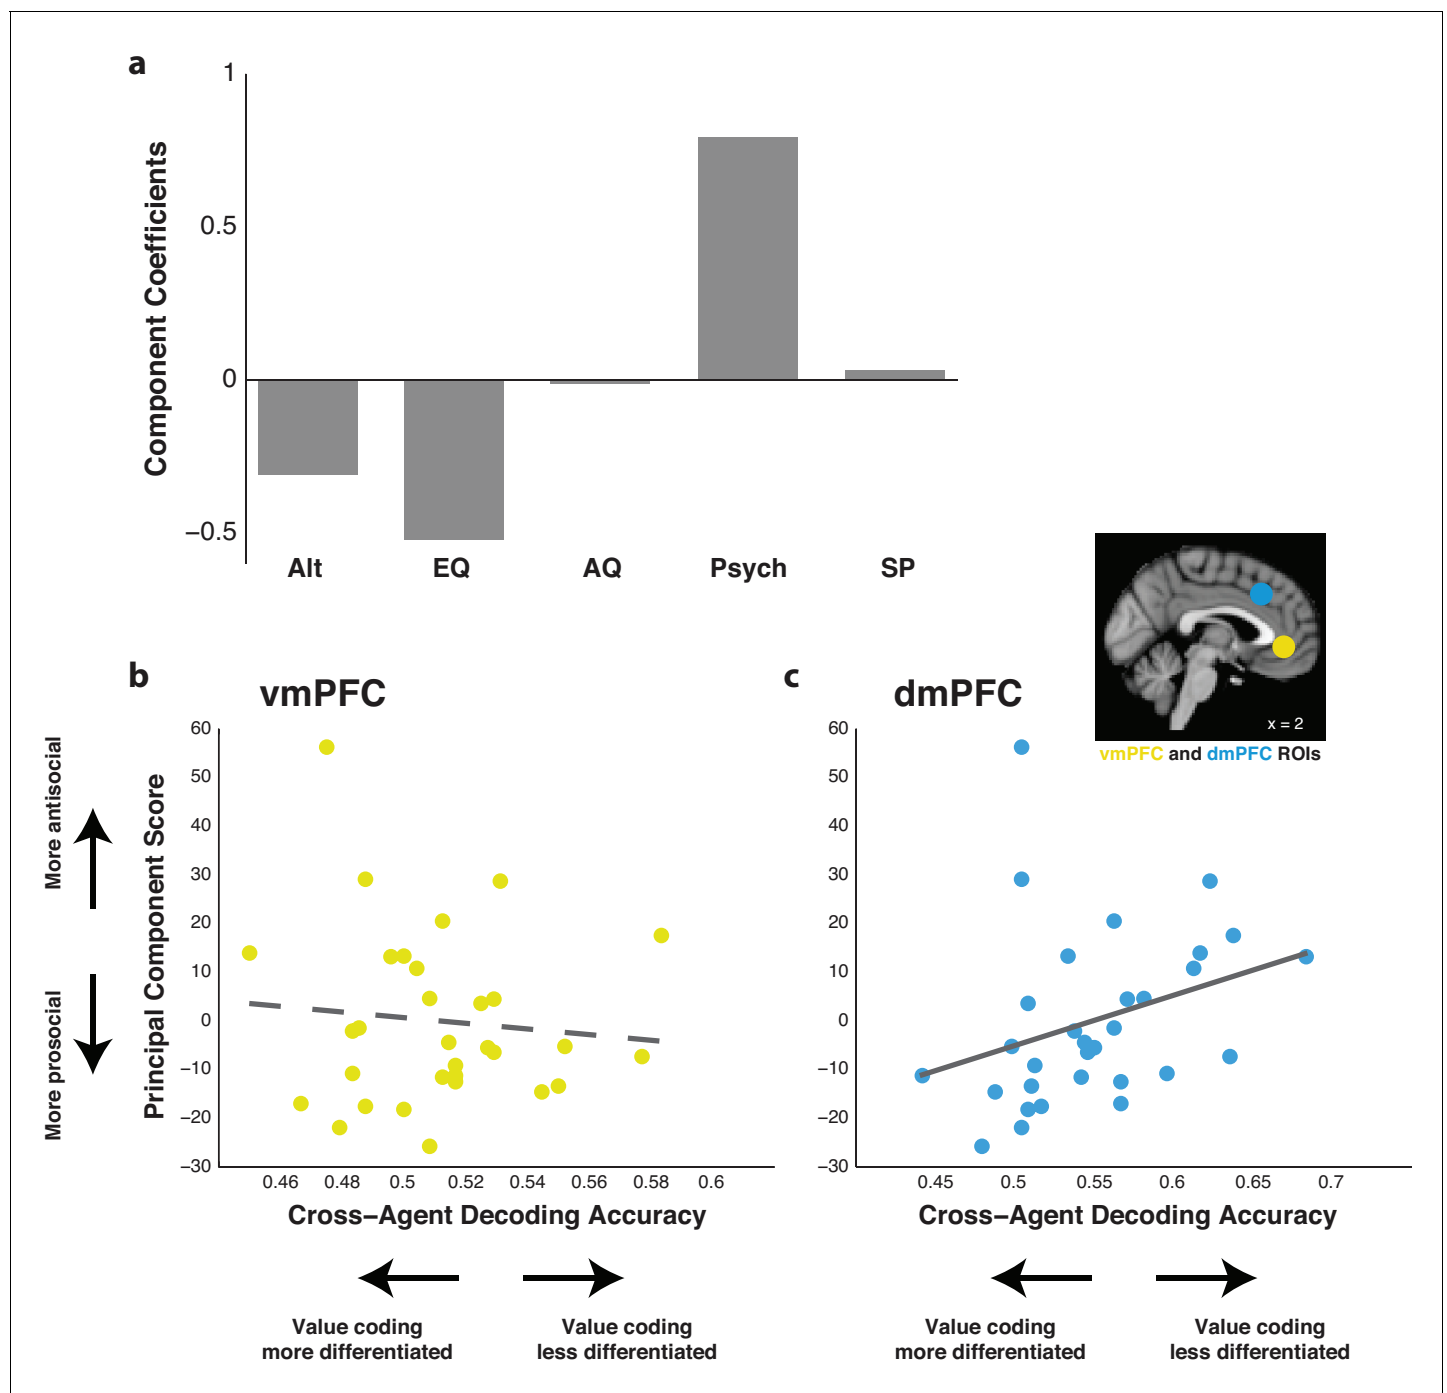 a
1
0.5
0
−0.5
Component Coefficients
Alt EQ AQ Psych SP
x = 2
vmPFC and dmPFC ROIs
b
vmPFC
More antisocial
More prosocial
Principal Component Score
60
50
40
30
20
10
0
−10
−20
−30
0.46 0.48 0.5 0.52 0.54 0.56 0.58 0.6
Cross−Agent Decoding Accuracy
Value coding
more differentiated
Value coding
less differentiated
c
dmPFC
60
50
40
30
20
10
0
−10
−20
−30
0.45 0.5 0.55 0.6 0.65 0.7
Cross−Agent Decoding Accuracy
Value coding
more differentiated
Value coding
less differentiated